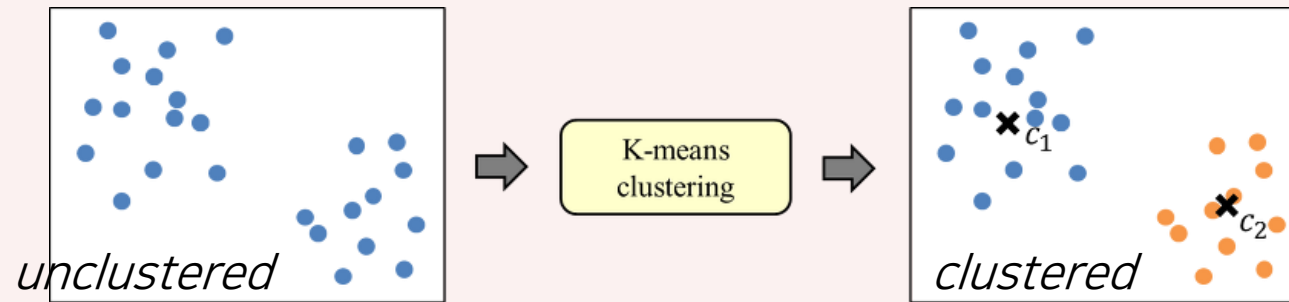 unclustered
K-means
clustering
c₁
c₂
clustered